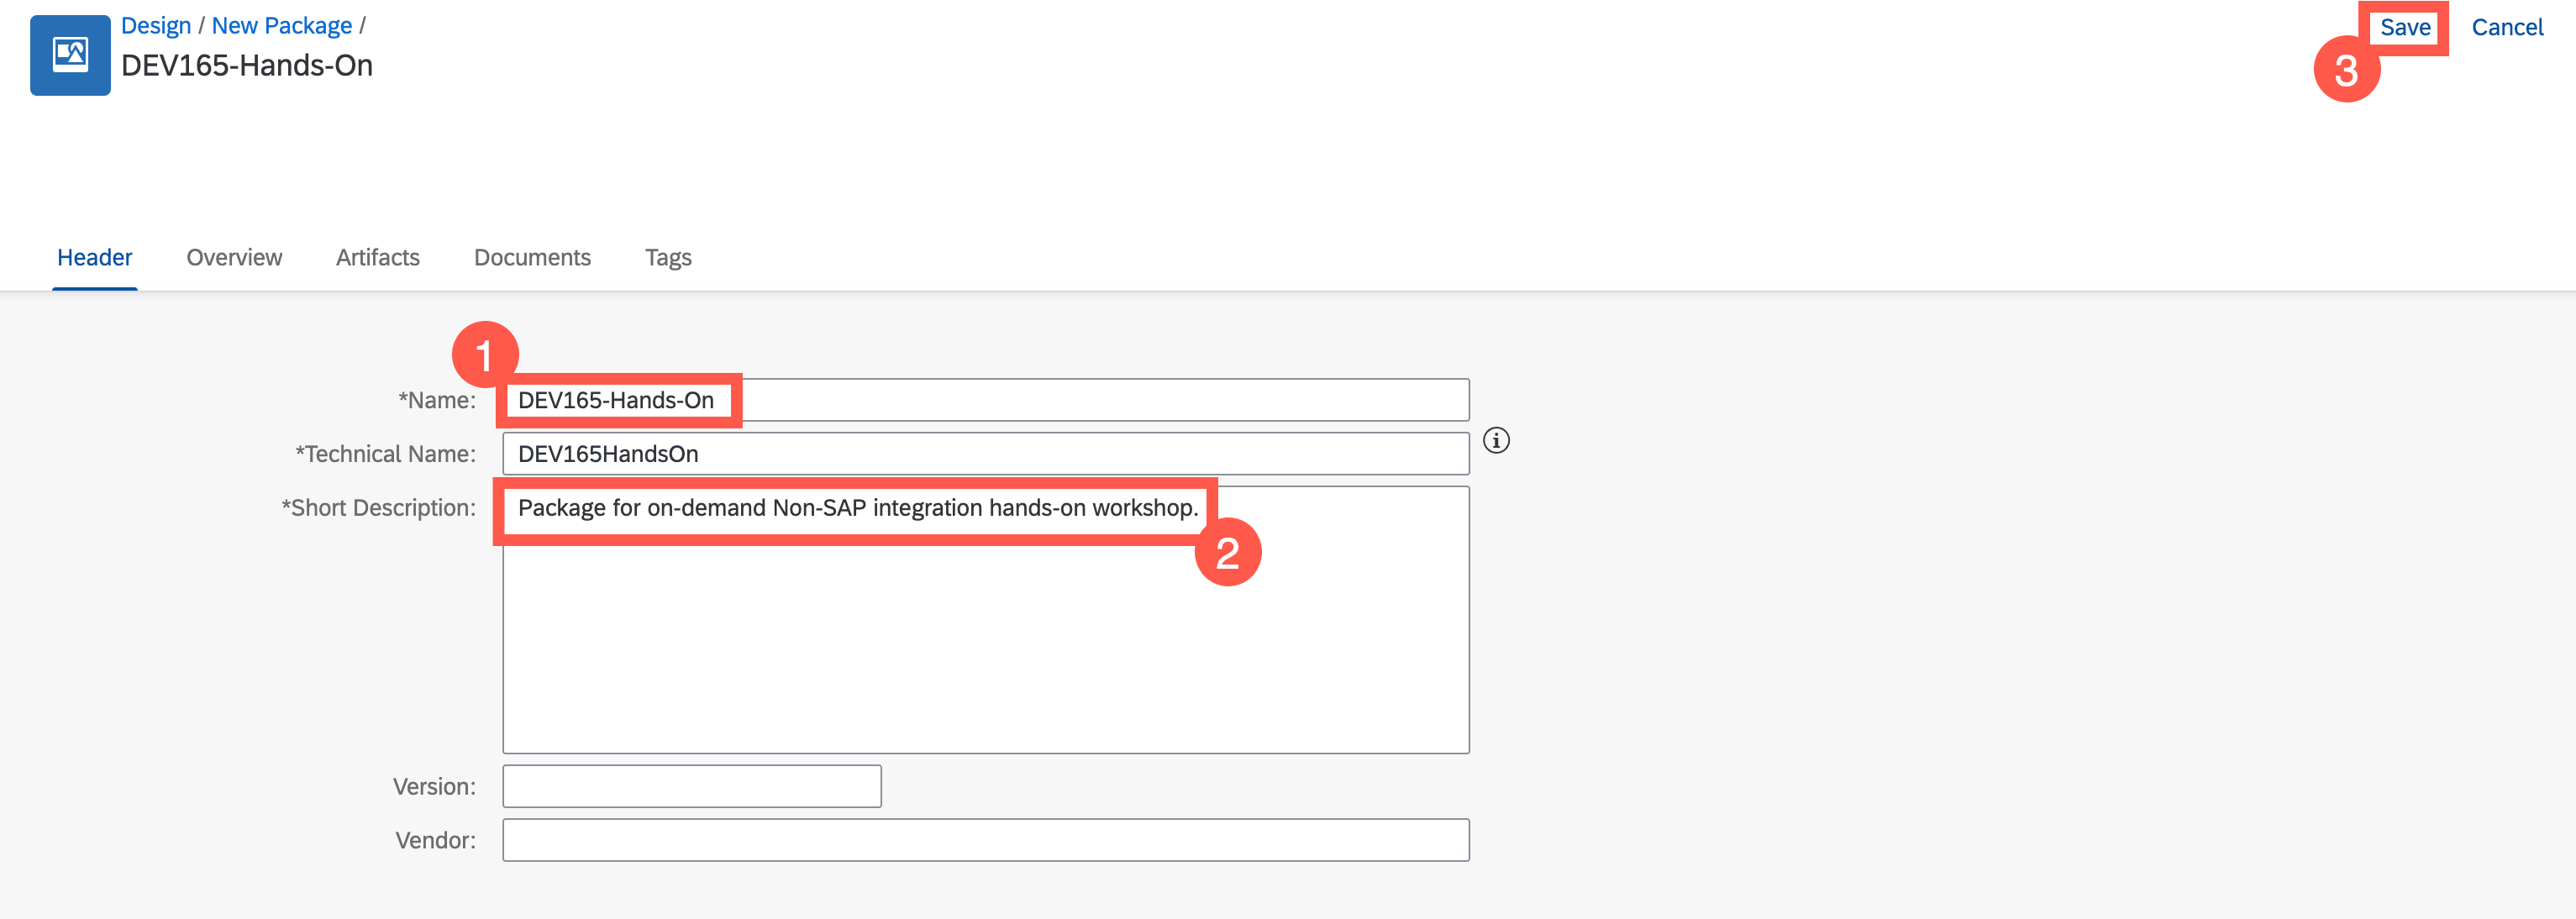 Design / New Package /
DEV165-Hands-On
Save
Cancel
3
Header
Overview
Artifacts
Documents
Tags
1
*Name:
DEV165-Hands-On
*Technical Name:
DEV165HandsOn
*Short Description:
Package for on-demand Non-SAP integration hands-on workshop.
2
Version:
Vendor: